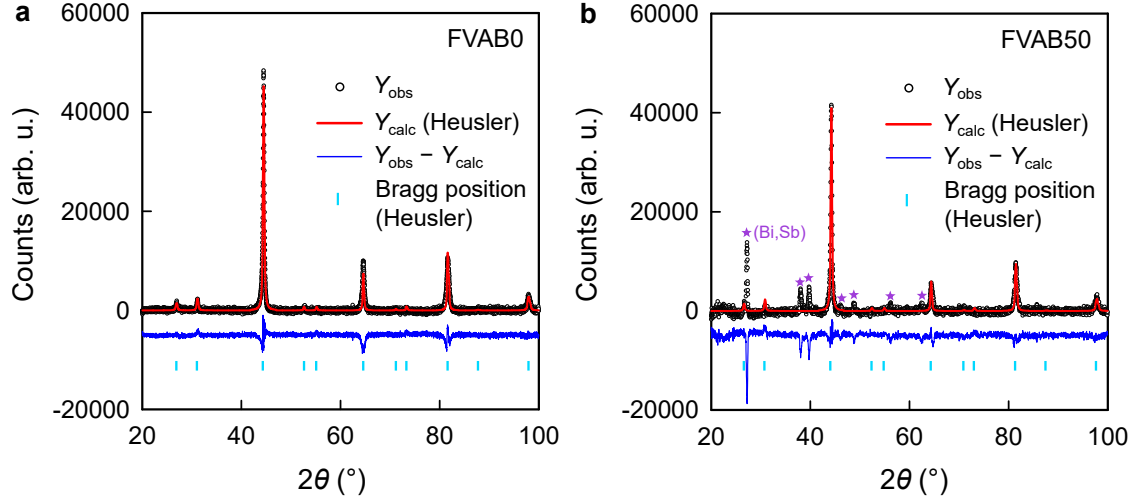 a
FVAB0
60000
40000
20000
0
-20000
Counts (arb. u.)
Yobs
Ycalc (Heusler)
Yobs − Ycalc
Bragg position
(Heusler)
20
40
60
80
100
2θ (°)
b
FVAB50
60000
40000
20000
0
-20000
Counts (arb. u.)
Yobs
Ycalc (Heusler)
Yobs − Ycalc
Bragg position
(Heusler)
(Bi,Sb)
20
40
60
80
100
2θ (°)